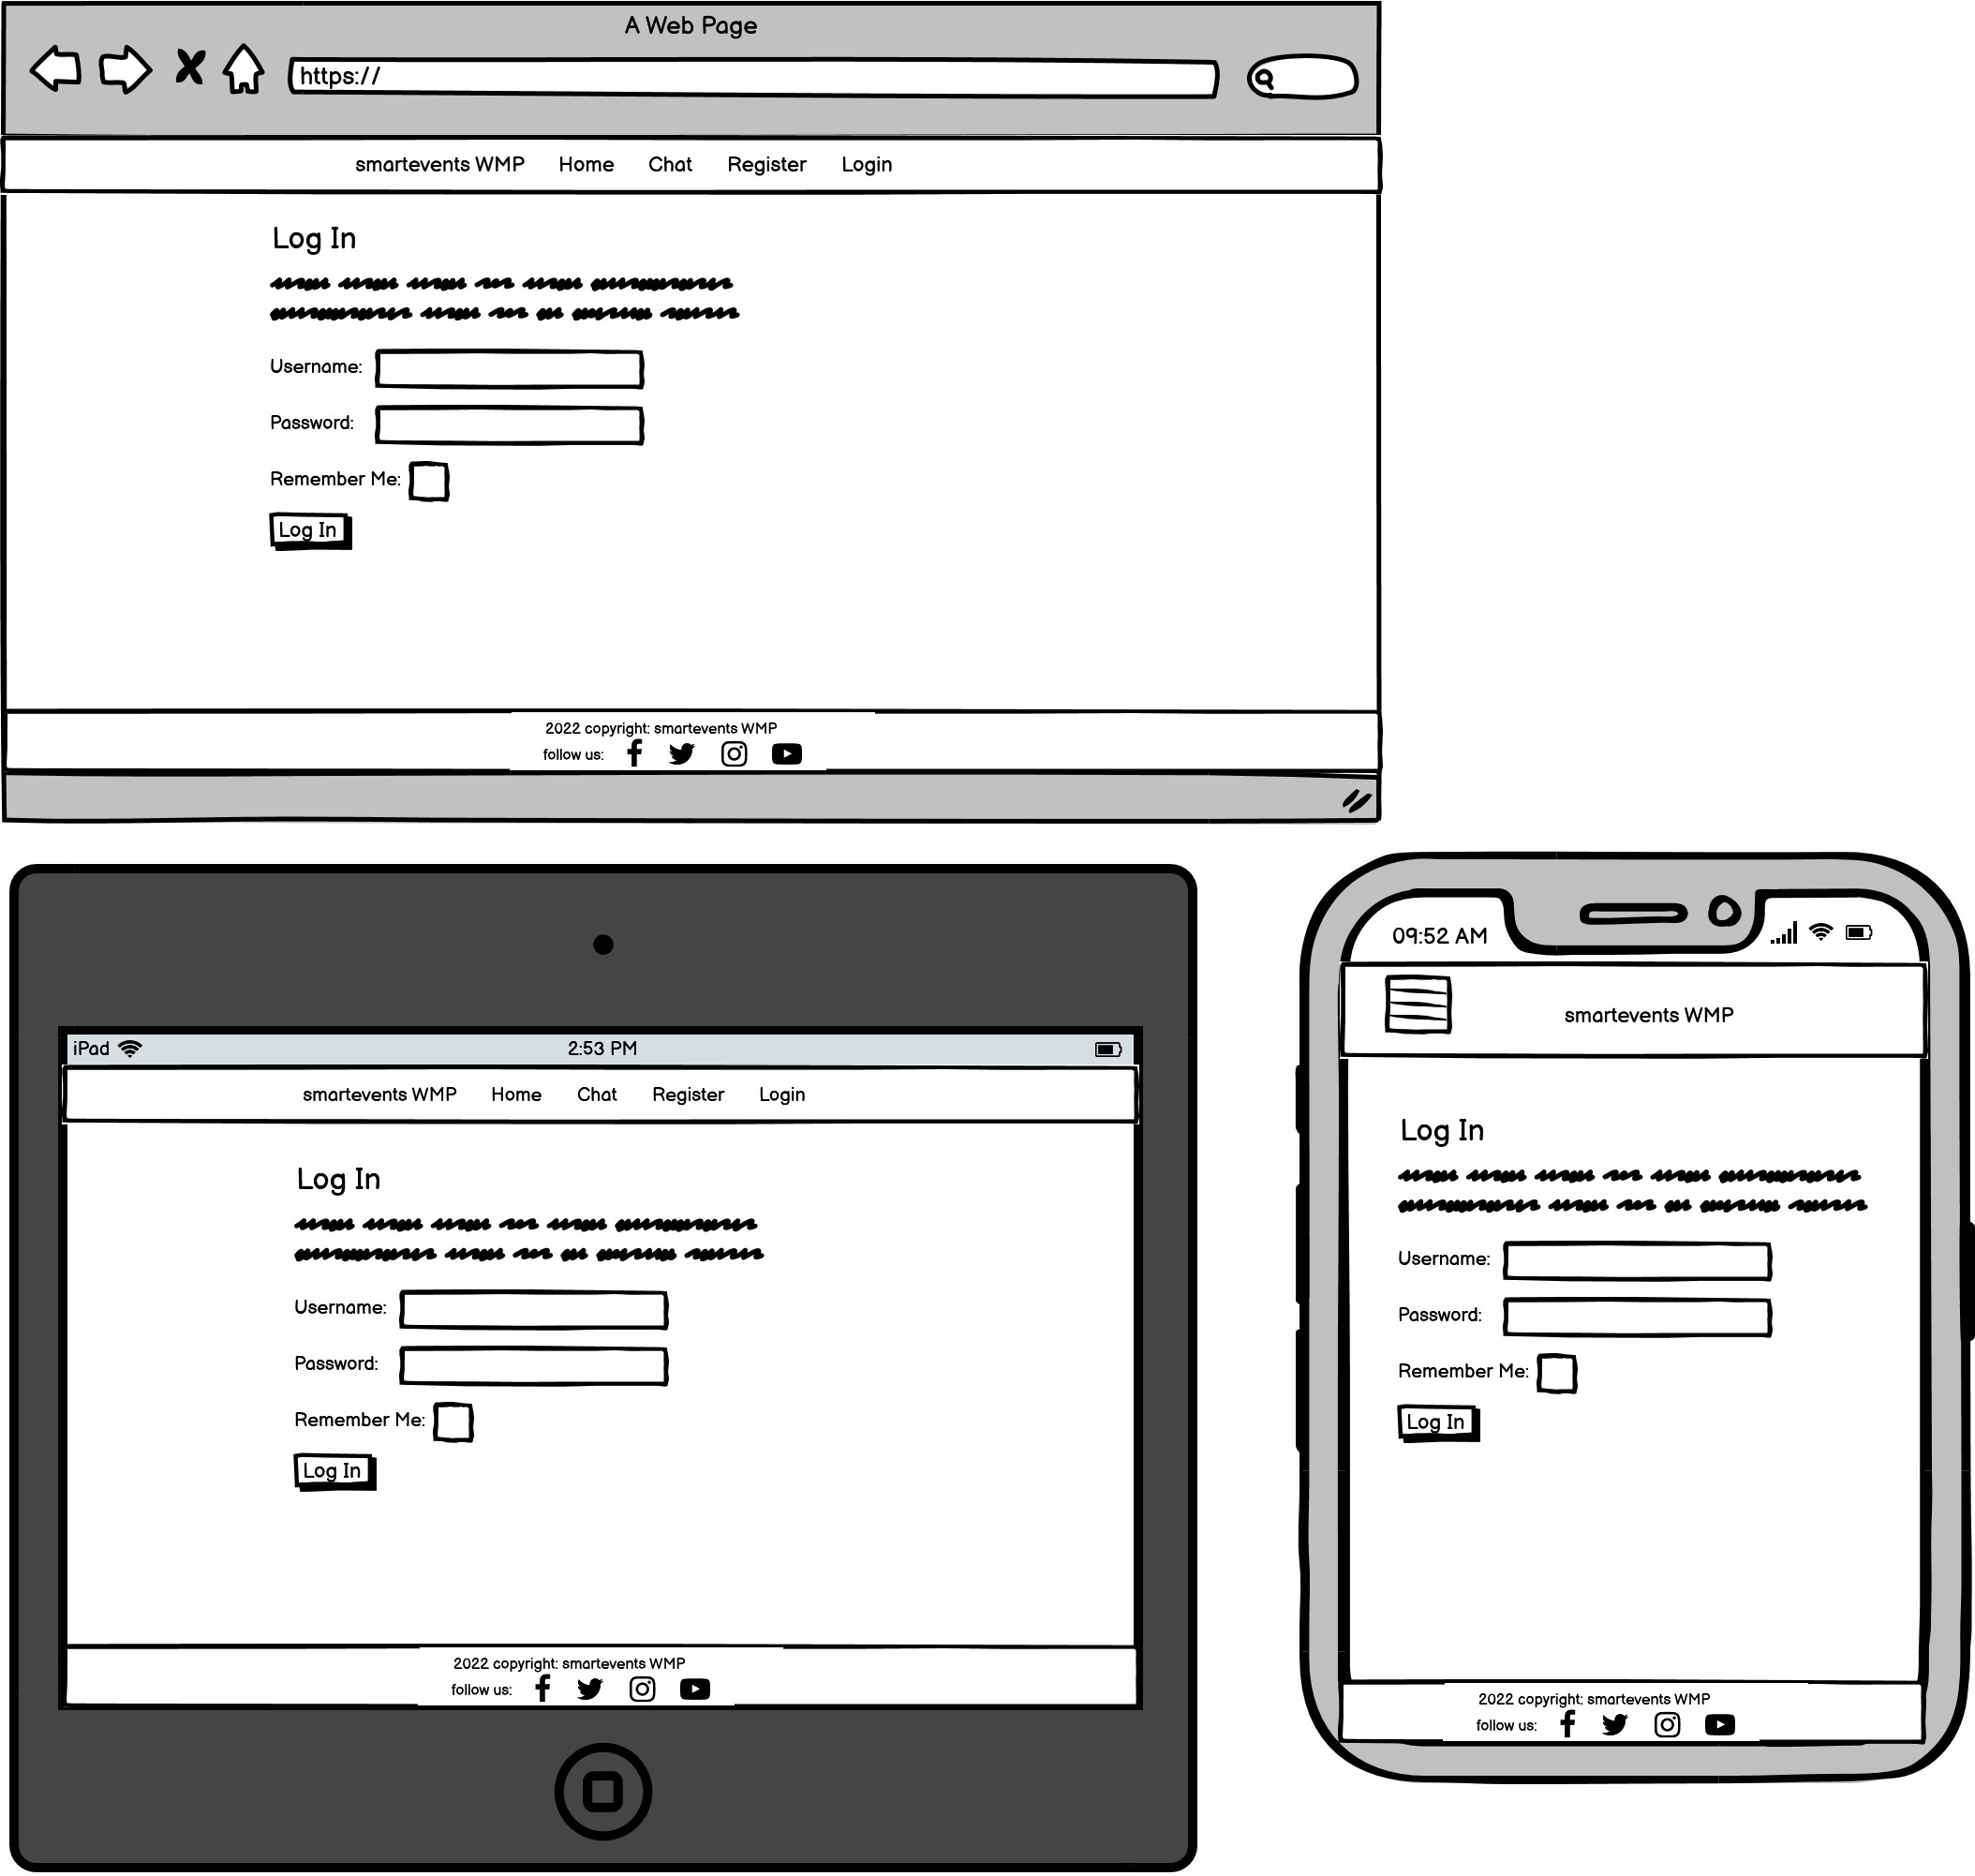 A Web Page
https://
smartevents WMP Home Chat Register Login
Log In
Username:
Password:
Remember Me:
Log In
2022 copyright: smartevents WMP
follow us:
iPad 2:53 PM
smartevents WMP Home Chat Register Login
Log In
Username:
Password:
Remember Me:
Log In
2022 copyright: smartevents WMP
follow us:
09:52 AM
smartevents WMP
Log In
Username:
Password:
Remember Me:
Log In
2022 copyright: smartevents WMP
follow us: